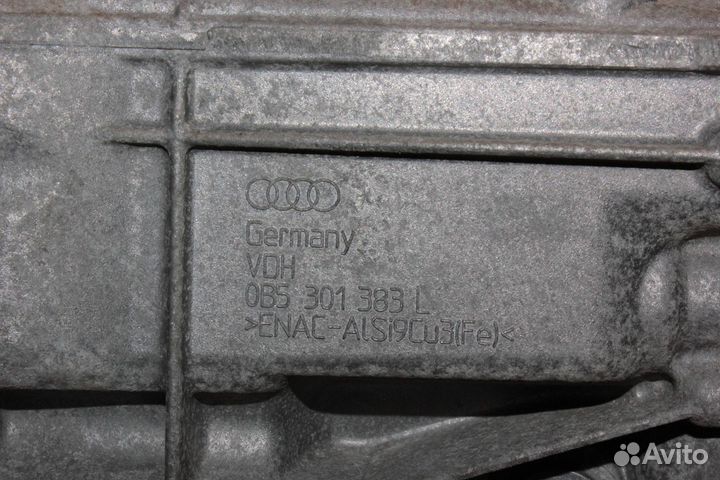 Germany
VDH
0B5 301 383 L
>ENAC-AlSi9Cu3(Fe)<
Avito